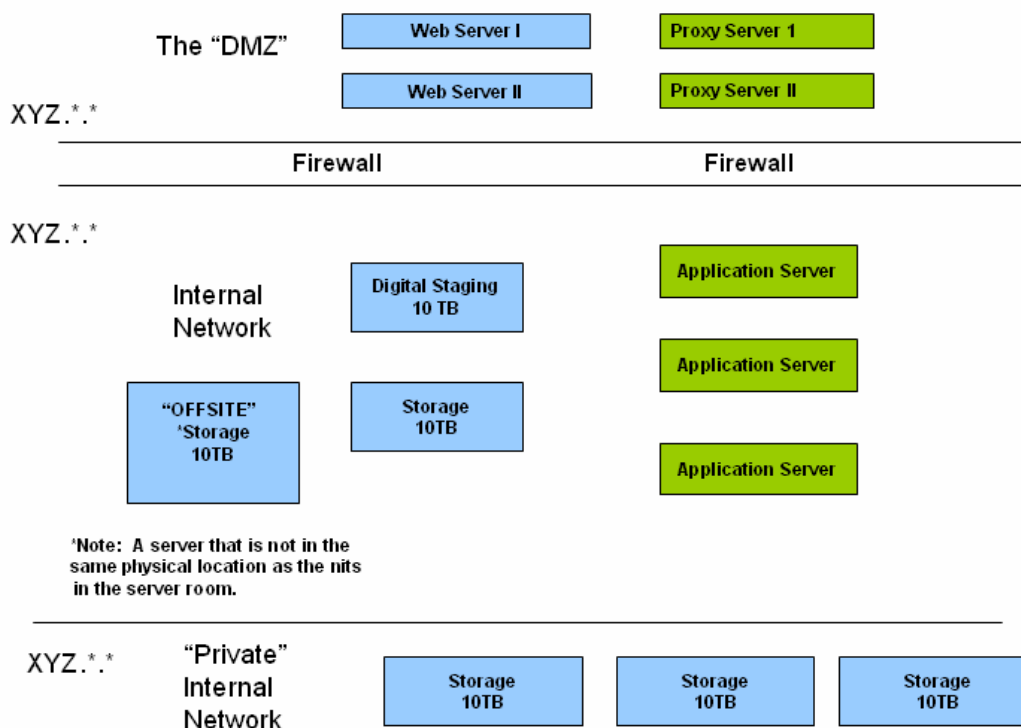 The “DMZ”
Web Server I
Proxy Server 1
Web Server II
Proxy Server II
XYZ.*.*
Firewall
Firewall
XYZ.*.*
Internal
Network
Digital Staging
10 TB
Application Server
Application Server
“OFFSITE”
*Storage
10TB
Storage
10TB
Application Server
*Note: A server that is not in the
same physical location as the nits
in the server room.
XYZ.*.*
“Private”
Internal
Network
Storage
10TB
Storage
10TB
Storage
10TB